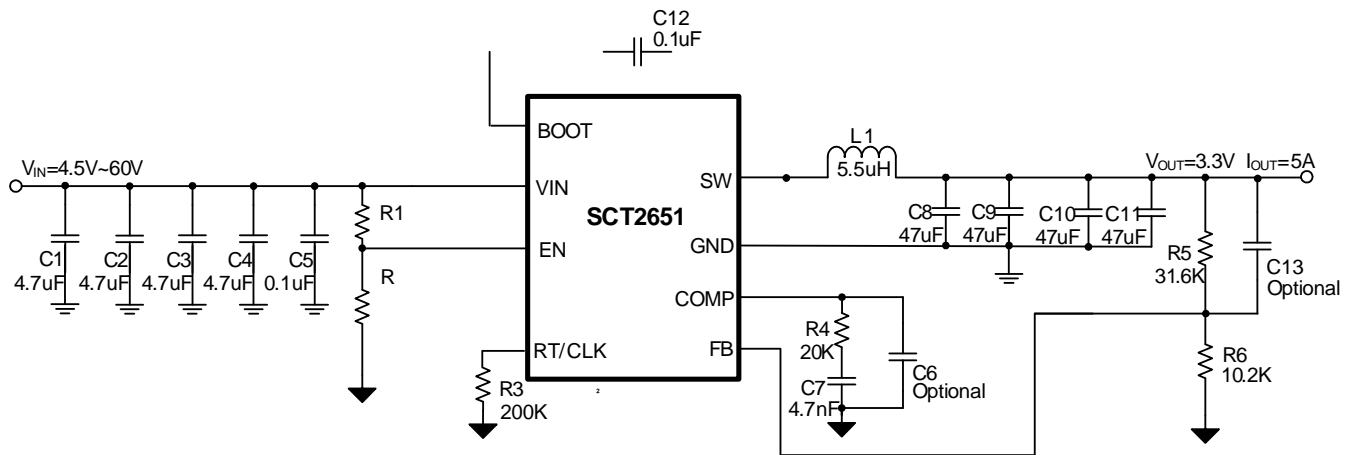 C12
0.1uF
BOOT
VIN=4.5V~60V
VIN
EN
RT/CLK
SCT2651
SW
GND
COMP
FB
L1
5.5uH
VOUT=3.3V IOUT=5A
C1
4.7uF
C2
4.7uF
C3
4.7uF
C4
4.7uF
C5
0.1uF
R1
R
R3
200K
2
C8
47uF
C9
47uF
C10
47uF
C11
47uF
R4
20K
C7
4.7nF
C6
Optional
R5
31.6K
C13
Optional
R6
10.2K